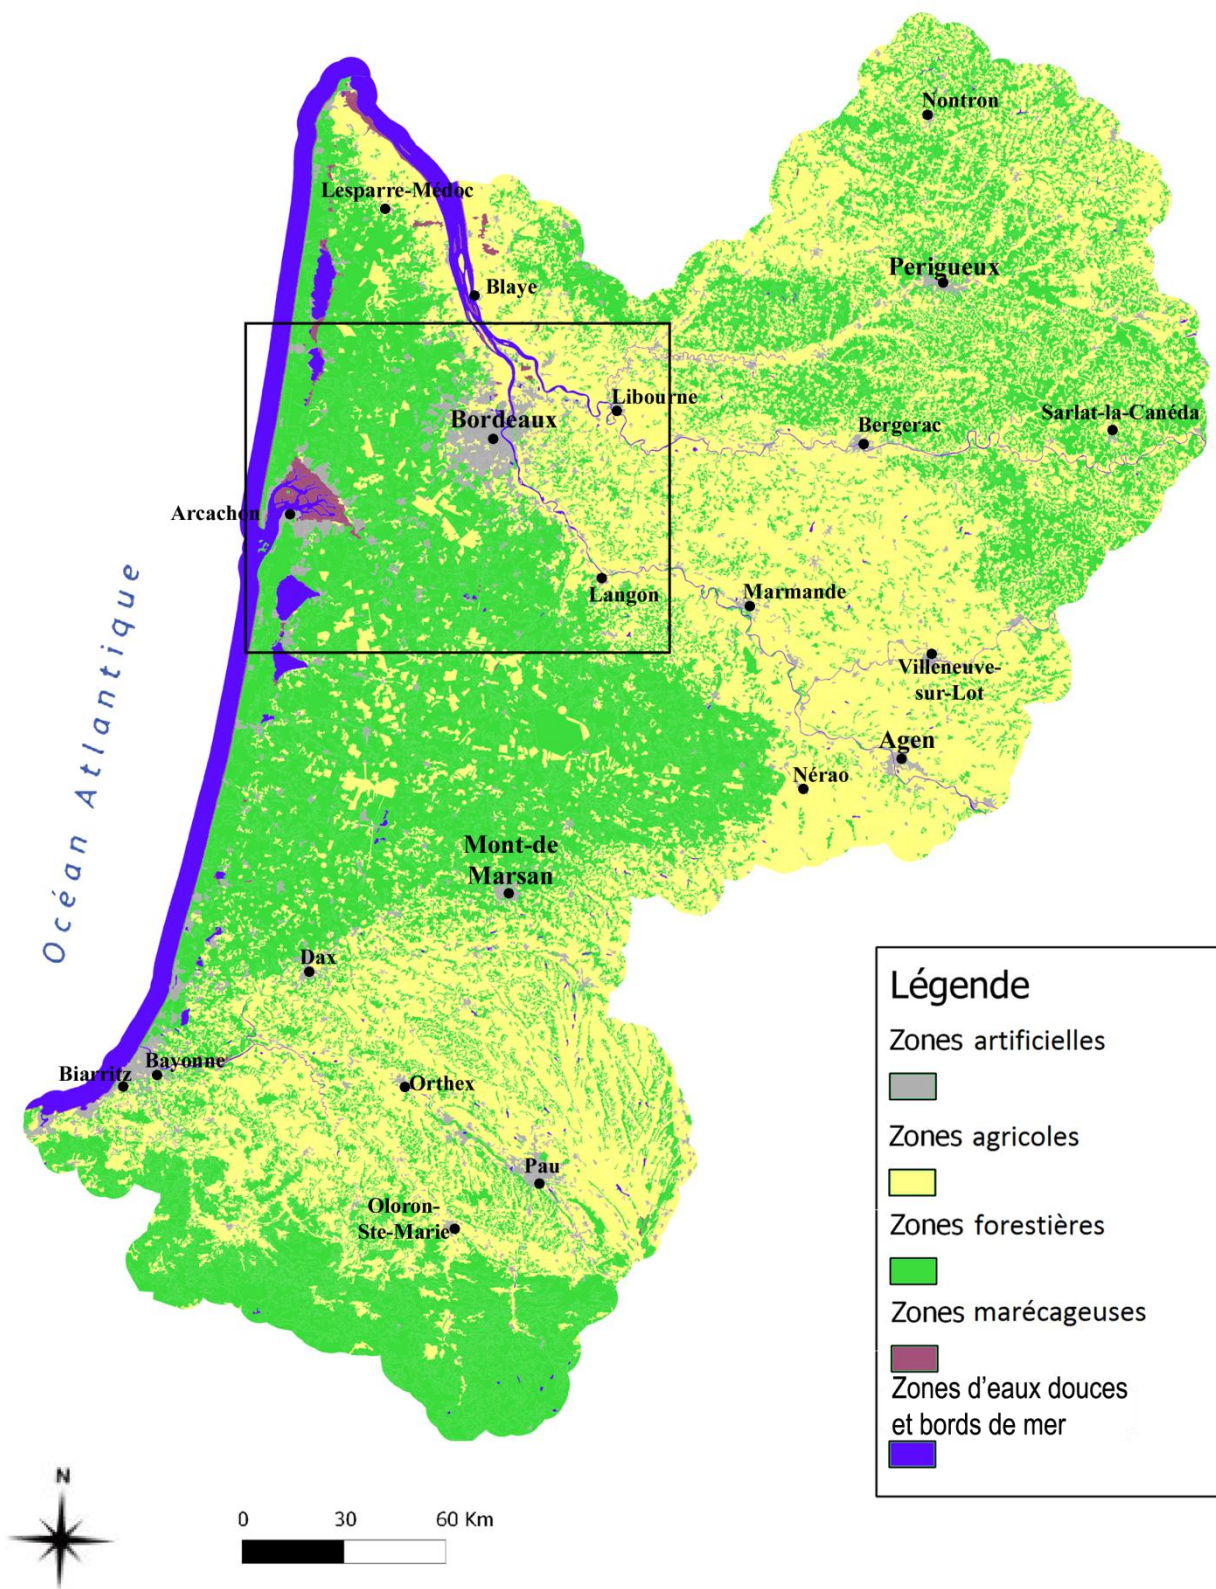 Nontron
Lesparre-Médoc
Perigueux
Blaye
Libourne
Sarlat-la-Canéda
Bordeaux
Bergerac
Arcachon
Langon
Marmande
Villeneuve-
sur-Lot
Océan Atlantique
Agen
Nérao
Mont-de
Marsan
Dax
Bayonne
Biarritz
Orthex
Pau
Oloron-
Ste-Marie
Légende
Zones artificielles
Zones agricoles
Zones forestières
Zones marécageuses
Zones d'eaux douces
et bords de mer
N
0 30 60 Km